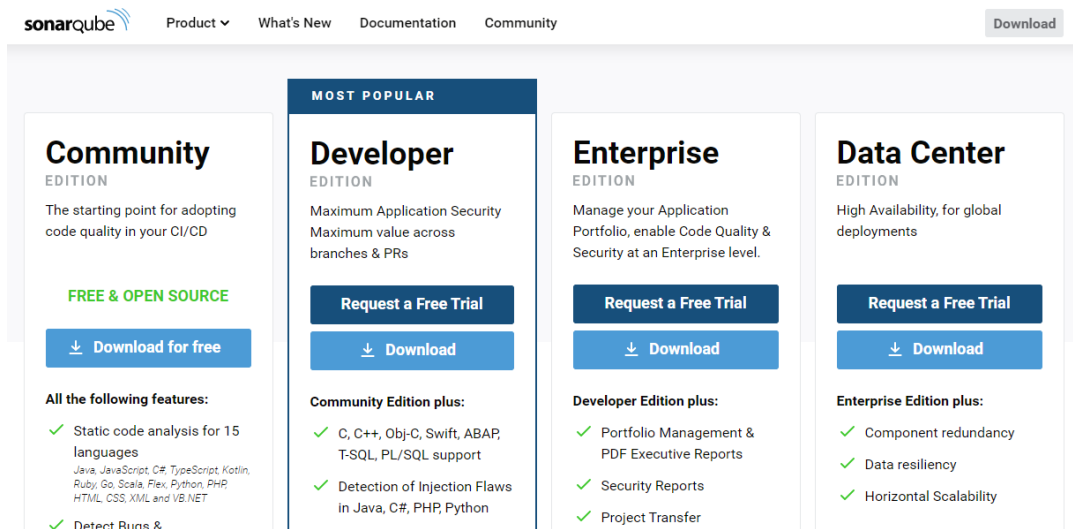 sonarqube
Product
What's New
Documentation
Community
Download
Community
EDITION
The starting point for adopting
code quality in your CI/CD
FREE & OPEN SOURCE
Download for free
All the following features:
Static code analysis for 15
languages
Java, JavaScript, C#, TypeScript, Kotlin,
Ruby, Go, Scala, Flex, Python, PHP,
HTML, CSS, XML and VB.NET
Detect Bugs &
MOST POPULAR
Developer
EDITION
Maximum Application Security
Maximum value across
branches & PRs
Request a Free Trial
Download
Community Edition plus:
C, C++, Obj-C, Swift, ABAP,
T-SQL, PL/SQL support
Detection of Injection Flaws
in Java, C#, PHP, Python
Enterprise
EDITION
Manage your Application
Portfolio, enable Code Quality &
Security at an Enterprise level.
Request a Free Trial
Download
Developer Edition plus:
Portfolio Management &
PDF Executive Reports
Security Reports
Project Transfer
Data Center
EDITION
High Availability, for global
deployments
Request a Free Trial
Download
Enterprise Edition plus:
Component redundancy
Data resiliency
Horizontal Scalability